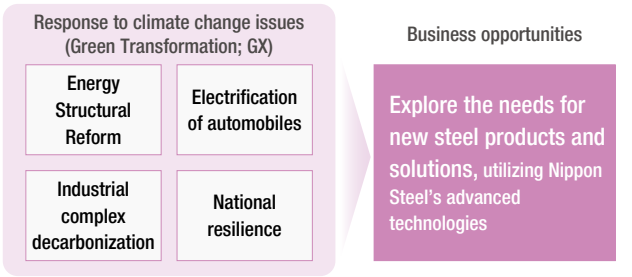 Response to climate change issues
(Green Transformation; GX)
Energy
Structural
Reform
Electrification
of automobiles
Industrial
complex
decarbonization
National
resilience
Business opportunities
Explore the needs for
new steel products and
solutions, utilizing Nippon
Steel’s advanced
technologies